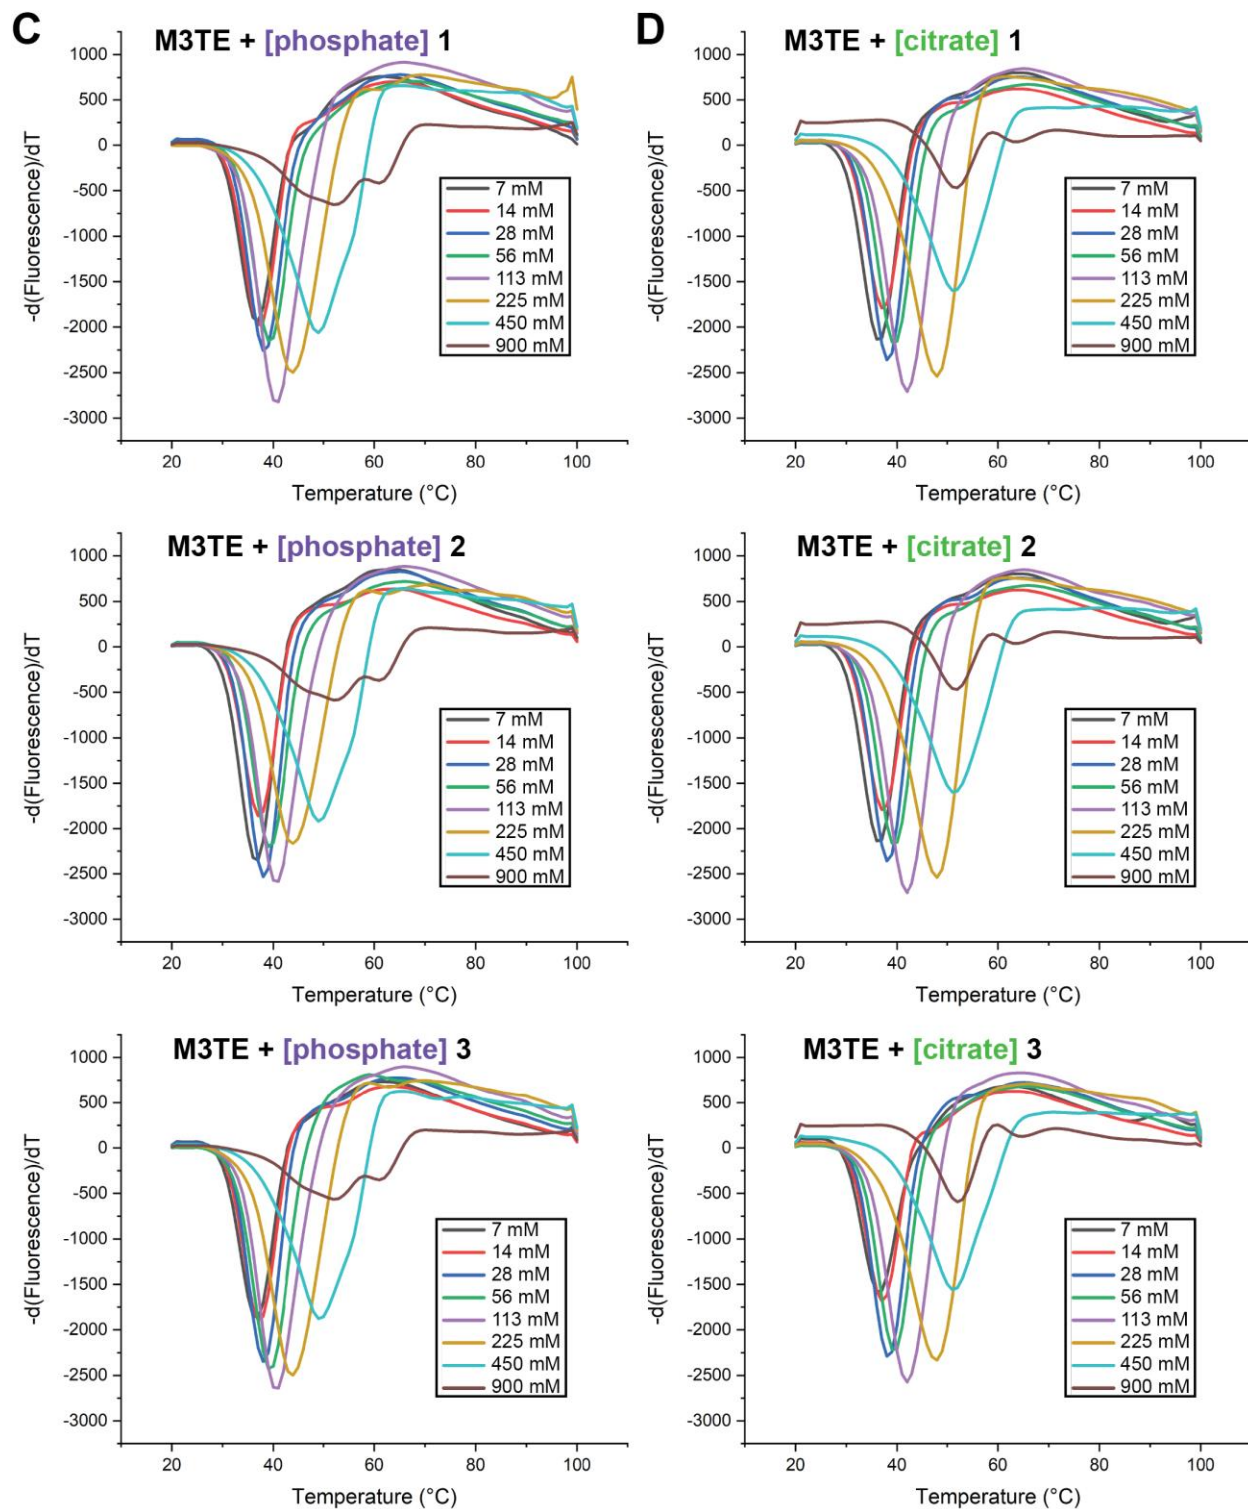 C
M3TE + [phosphate] 1
-d(Fluorescence)/dT
1000
500
0
-500
-1000
-1500
-2000
-2500
-3000
7 mM
14 mM
28 mM
56 mM
113 mM
225 mM
450 mM
900 mM
20 40 60 80 100
Temperature (°C)
D
M3TE + [citrate] 1
-d(Fluorescence)/dT
1000
500
0
-500
-1000
-1500
-2000
-2500
-3000
7 mM
14 mM
28 mM
56 mM
113 mM
225 mM
450 mM
900 mM
20 40 60 80 100
Temperature (°C)
M3TE + [phosphate] 2
-d(Fluorescence)/dT
1000
500
0
-500
-1000
-1500
-2000
-2500
-3000
7 mM
14 mM
28 mM
56 mM
113 mM
225 mM
450 mM
900 mM
20 40 60 80 100
Temperature (°C)
M3TE + [citrate] 2
-d(Fluorescence)/dT
1000
500
0
-500
-1000
-1500
-2000
-2500
-3000
7 mM
14 mM
28 mM
56 mM
113 mM
225 mM
450 mM
900 mM
20 40 60 80 100
Temperature (°C)
M3TE + [phosphate] 3
-d(Fluorescence)/dT
1000
500
0
-500
-1000
-1500
-2000
-2500
-3000
7 mM
14 mM
28 mM
56 mM
113 mM
225 mM
450 mM
900 mM
20 40 60 80 100
Temperature (°C)
M3TE + [citrate] 3
-d(Fluorescence)/dT
1000
500
0
-500
-1000
-1500
-2000
-2500
-3000
7 mM
14 mM
28 mM
56 mM
113 mM
225 mM
450 mM
900 mM
20 40 60 80 100
Temperature (°C)